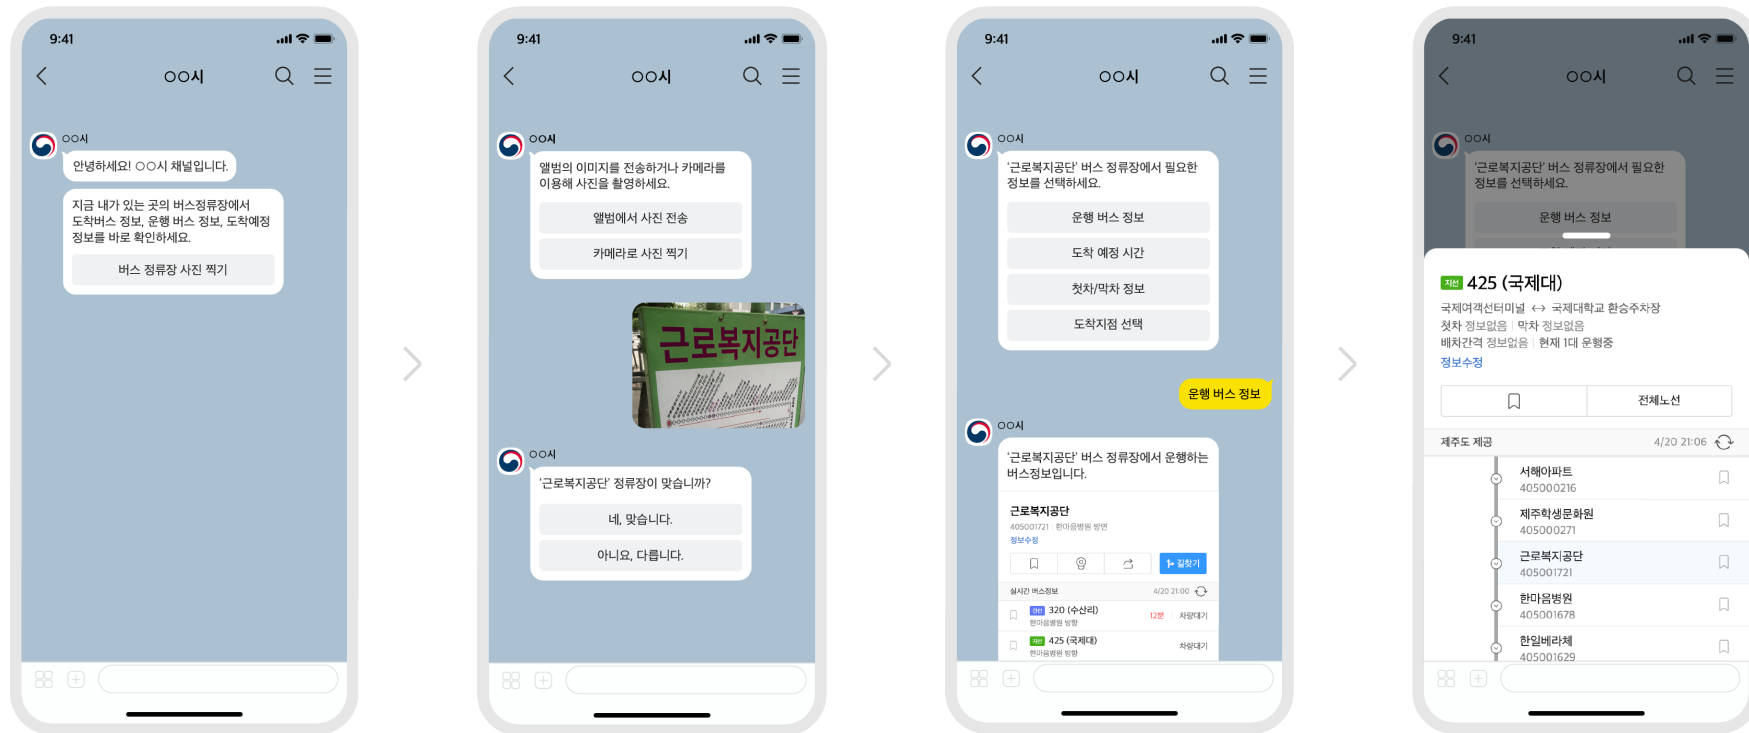 9:41
○○시
○○시
안녕하세요! ○○시 채널입니다.
지금 내가 있는 곳의 버스정류장에서
도착버스 정보, 운행 버스 정보, 도착예정
정보를 바로 확인하세요.
버스 정류장 사진 찍기
9:41
○○시
○○시
앨범의 이미지를 전송하거나 카메라를
이용해 사진을 촬영하세요.
앨범에서 사진 전송
카메라로 사진 찍기
근로복지공단
○○시
'근로복지공단' 정류장이 맞습니까?
네, 맞습니다.
아니요, 다릅니다.
9:41
○○시
○○시
'근로복지공단' 버스 정류장에서 필요한
정보를 선택하세요.
운행 버스 정보
도착 예정 시간
첫차/막차 정보
도착지점 선택
운행 버스 정보
○○시
'근로복지공단' 버스 정류장에서 운행하는
버스정보입니다.
근로복지공단
405001721 | 한마음병원 방면
정보수정
길찾기
실시간 버스정보 4/20 21:00
간선 320 (수산리) 12분 | 차량대기
한마음병원 방향
지선 425 (국제대) 차량대기
한마음병원 방향
9:41
○○시
○○시
'근로복지공단' 버스 정류장에서 필요한
정보를 선택하세요.
운행 버스 정보
지선 425 (국제대)
국제여객선터미널 ↔ 국제대학교 환승주차장
첫차 정보없음 | 막차 정보없음
배차간격 정보없음 | 현재 1대 운행중
정보수정
전체노선
제주도 제공 4/20 21:06
서해아파트
405000216
제주학생문화원
405000271
근로복지공단
405001721
한마음병원
405001678
한일베라체
405001629